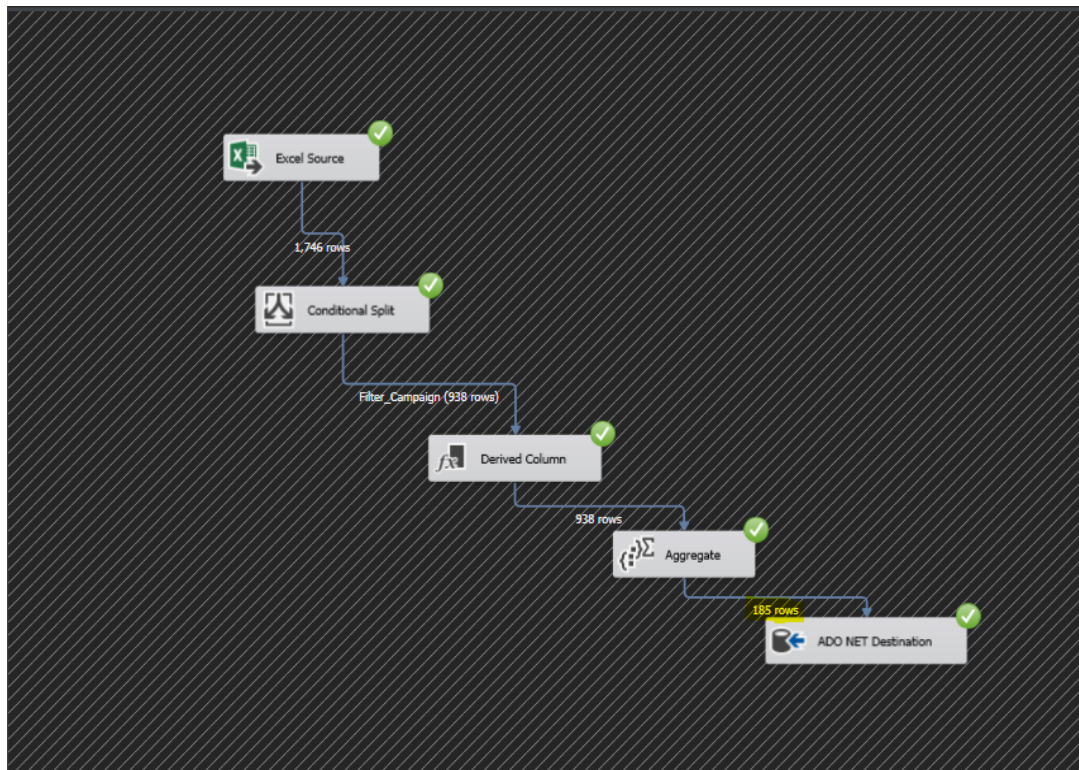 Excel Source
1,746 rows
Conditional Split
Filter_Campaign (938 rows)
Derived Column
938 rows
Aggregate
185 rows
ADO NET Destination